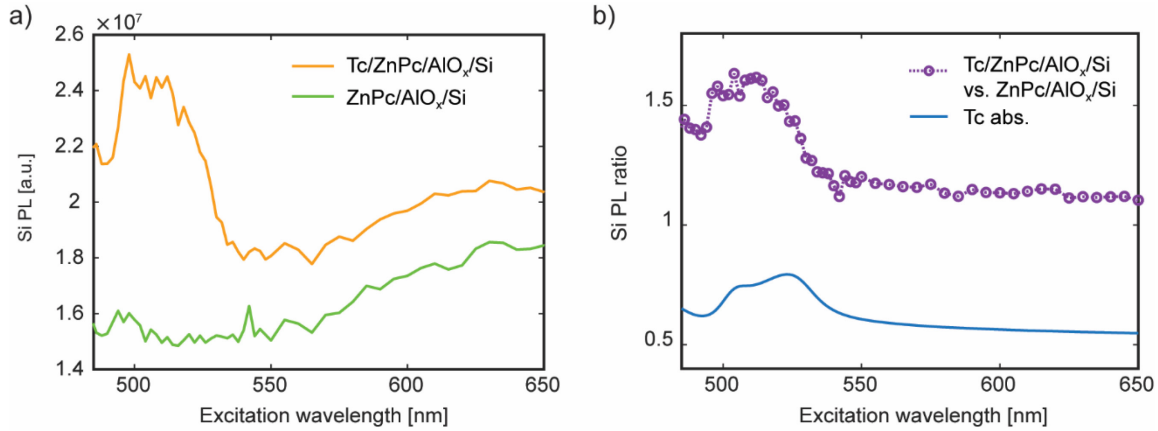 a)
×10⁷
2.6
2.4
2.2
2
1.8
1.6
1.4
Si PL [a.u.]
Tc/ZnPc/AlOₓ/Si
ZnPc/AlOₓ/Si
500
550
600
650
Excitation wavelength [nm]
b)
1.5
1
0.5
Si PL ratio
Tc/ZnPc/AlOₓ/Si
vs. ZnPc/AlOₓ/Si
Tc abs.
500
550
600
650
Excitation wavelength [nm]